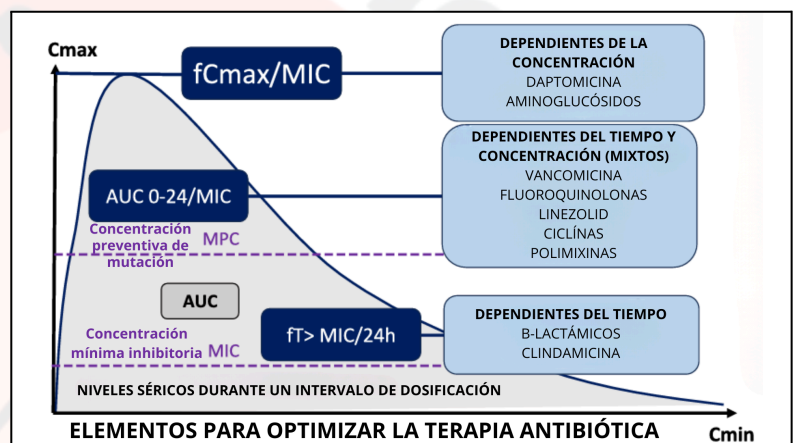 Cmax
fCmax/MIC
DEPENDIENTES DE LA
CONCENTRACIÓN
DAPTOMICINA
AMINOGLUCÓSIDOS
AUC 0-24/MIC
DEPENDIENTES DEL TIEMPO Y
CONCENTRACIÓN (MIXTOS)
VANCOMICINA
FLUOROQUINOLONAS
LINEZOLID
CICLÍNAS
POLIMIXINAS
Concentración
preventiva de
mutación
MPC
AUC
fT> MIC/24h
DEPENDIENTES DEL TIEMPO
B-LACTÁMICOS
CLINDAMICINA
Concentración
mínima inhibitoria MIC
NIVELES SÉRICOS DURANTE UN INTERVALO DE DOSIFICACIÓN
ELEMENTOS PARA OPTIMIZAR LA TERAPIA ANTIBIÓTICA
Cmin